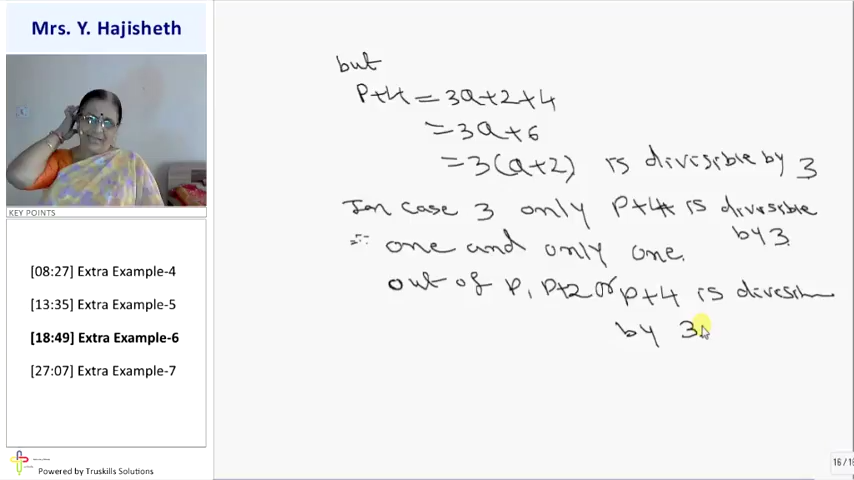 Mrs. Y. Hajisheth
KEY POINTS
[08:27] Extra Example-4
[13:35] Extra Example-5
[18:49] Extra Example-6
[27:07] Extra Example-7
Powered by Truskills Solutions
but
P+4 = 3a+2+4
= 3a+6
= 3(a+2) is divisible by 3
In case 3 only P+4 is divisible
by 3
∴ one and only one
out of P, P+2 or P+4 is
by 3
16/1